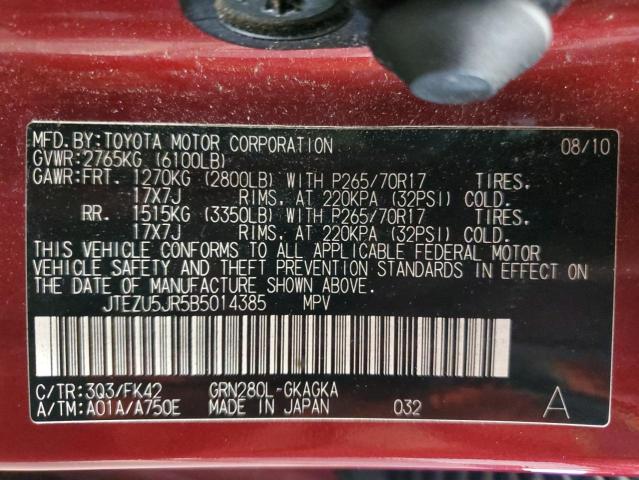 MFD.BY:TOYOTA MOTOR CORPORATION 08/10
GVWR:2765KG (6100LB)
GAWR:FRT. 1270KG (2800LB) WITH P265/70R17 TIRES.
17X7J RIMS. AT 220KPA (32PSI) COLD.
RR. 1515KG (3350LB) WITH P265/70R17 TIRES.
17X7J RIMS. AT 220KPA (32PSI) COLD.
THIS VEHICLE CONFORMS TO ALL APPLICABLE FEDERAL MOTOR
VEHICLE SAFETY AND THEFT PREVENTION STANDARDS IN EFFECT ON
THE DATE OF MANUFACTURE SHOWN ABOVE.
JTEZU5JR5B5014385 MPV
C/TR:3Q3/FK42 GRN280L-GKAGKA
A/TM:A01A/A750E MADE IN JAPAN 032 A